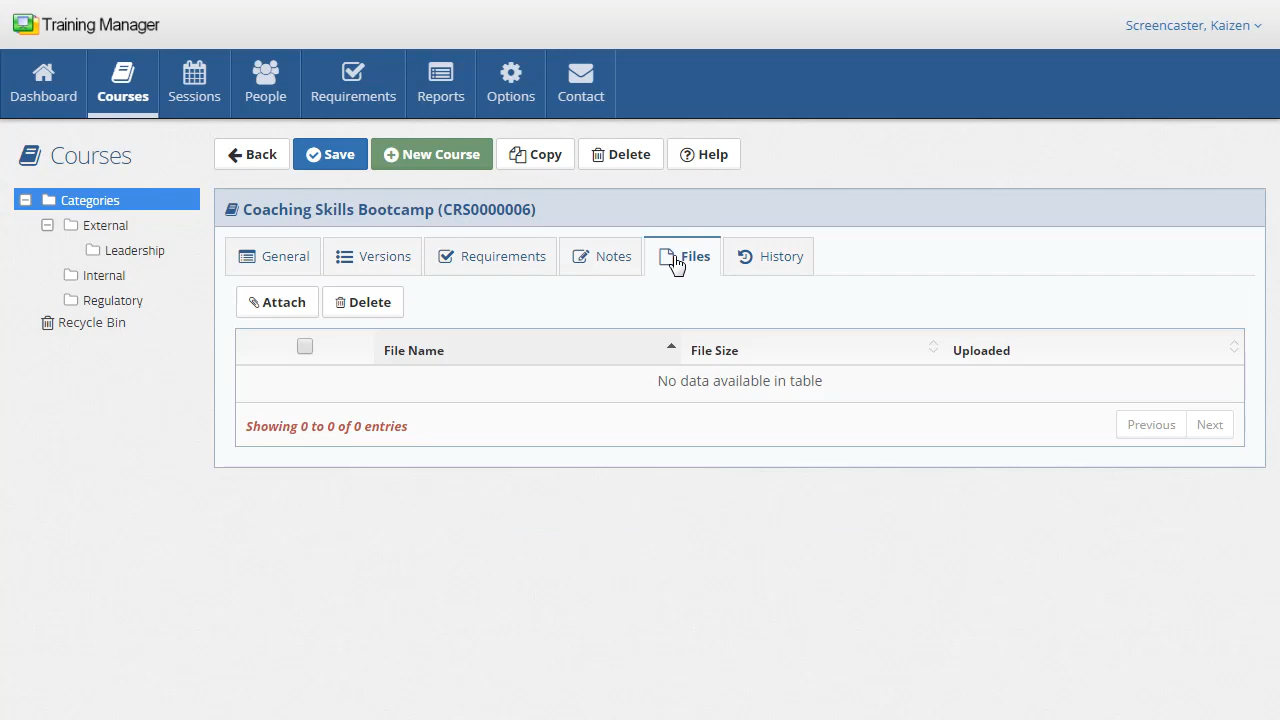 Training Manager
Screencaster, Kaizen
Dashboard Courses Sessions People Requirements Reports Options Contact
Courses
Back Save New Course Copy Delete Help
Categories
External
Leadership
Internal
Regulatory
Recycle Bin
Coaching Skills Bootcamp (CRS0000006)
General Versions Requirements Notes Files History
Attach Delete
File Name File Size Uploaded
No data available in table
Showing 0 to 0 of 0 entries
Previous Next